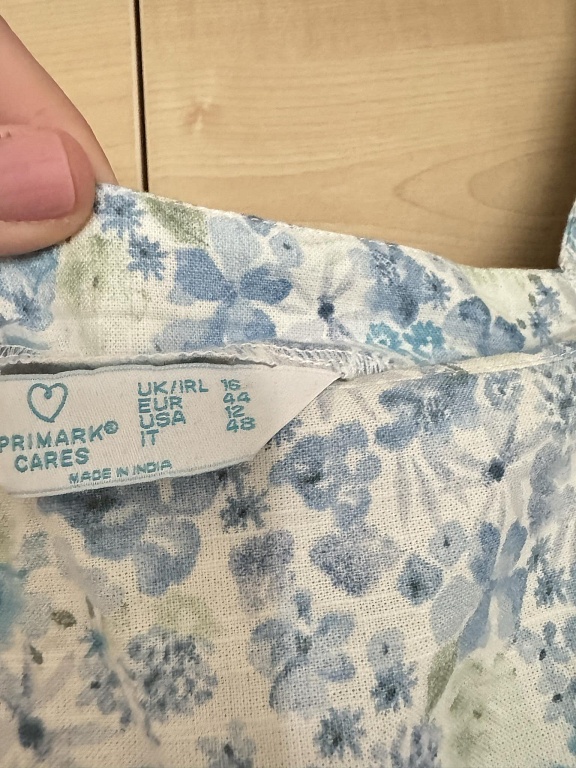 PRIMARK®
CARES
UK/IRL 16
EUR 44
USA 12
IT 48
MADE IN INDIA